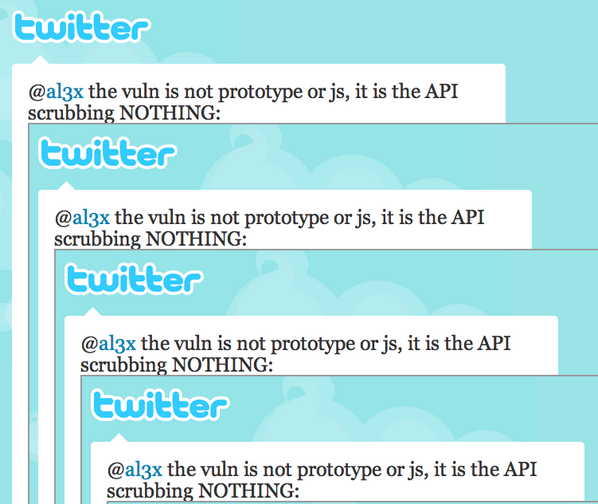 twitter
@al3x the vuln is not prototype or js, it is the API
scrubbing NOTHING:
twitter
@al3x the vuln is not prototype or js, it is the API
scrubbing NOTHING:
twitter
@al3x the vuln is not prototype or js, it is the API
scrubbing NOTHING:
twitter
@al3x the vuln is not prototype or js, it is the API
scrubbing NOTHING: